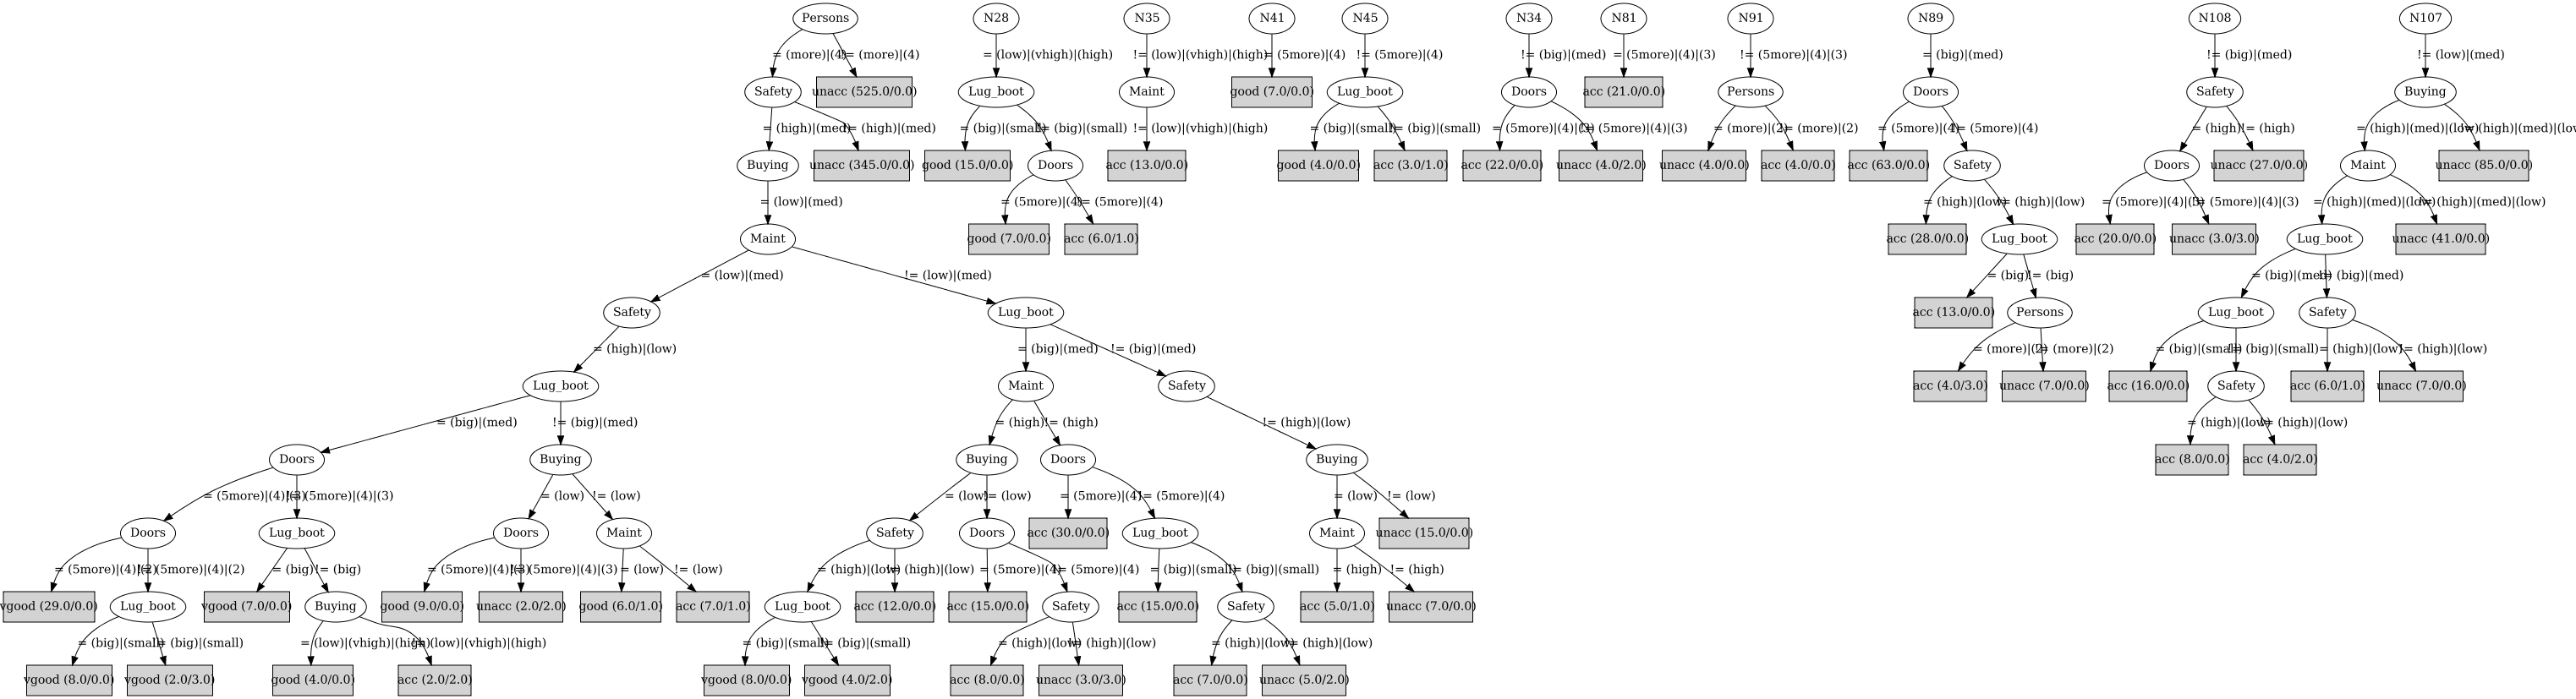 Persons N28 N35 N41 N45 N34 N81 N91 N89 N108 N107
= (more)|(4) != (more)|(4) = (low)|(vhigh)|(high) != (low)|(vhigh)|(high) = (5more)|(4) != (5more)|(4) != (big)|(med) = (5more)|(4)|(3) != (5more)|(4)|(3) = (big)|(med) != (big)|(med) != (low)|(med)
Safety unacc (525.0/0.0) Lug_boot Maint good (7.0/0.0) Lug_boot Doors acc (21.0/0.0) Persons Doors Safety Buying
= (high)|(med) != (high)|(med) = (big)|(small) != (big)|(small) != (low)|(vhigh)|(high) = (big)|(small) != (big)|(small) = (5more)|(4)|(3) != (5more)|(4)|(3) = (more)|(2) != (more)|(2) = (5more)|(4) != (5more)|(4) = (high) != (high) = (high)|(med)|(low) != (high)|(med)|(low)
Buying unacc (345.0/0.0) good (15.0/0.0) Doors acc (13.0/0.0) good (4.0/0.0) acc (3.0/1.0) acc (22.0/0.0) unacc (4.0/2.0) unacc (4.0/0.0) acc (4.0/0.0) acc (63.0/0.0) Safety Doors unacc (27.0/0.0) Maint unacc (85.0/0.0)
= (low)|(med) = (5more)|(4) != (5more)|(4) = (high)|(low) != (high)|(low) = (5more)|(4)|(3) != (5more)|(4)|(3) = (high)|(med)|(low) != (high)|(med)|(low)
Maint good (7.0/0.0) acc (6.0/1.0) acc (28.0/0.0) Lug_boot acc (20.0/0.0) unacc (3.0/3.0) Lug_boot unacc (41.0/0.0)
= (low)|(med) != (low)|(med) = (big) != (big) = (big)|(med) != (big)|(med)
Safety Lug_boot acc (13.0/0.0) Persons Lug_boot Safety
= (high)|(low) = (big)|(med) != (big)|(med) = (more)|(2) != (more)|(2) = (big)|(small) != (big)|(small) = (high)|(low) != (high)|(low)
Lug_boot Maint Safety acc (4.0/3.0) unacc (7.0/0.0) acc (16.0/0.0) Safety acc (6.0/1.0) unacc (7.0/0.0)
= (big)|(med) != (big)|(med) = (high) != (high) != (high)|(low) = (high)|(low) != (high)|(low)
Doors Buying Buying Doors Buying acc (8.0/0.0) acc (4.0/2.0)
= (5more)|(4)|(3) != (5more)|(4)|(3) = (low) != (low) = (low) != (low) = (5more)|(4) != (5more)|(4) = (low) != (low)
Doors Lug_boot Doors Maint Safety Doors acc (30.0/0.0) Lug_boot Maint unacc (15.0/0.0)
= (5more)|(4)|(2) != (5more)|(4)|(2) = (big) != (big) = (5more)|(4)|(3) != (5more)|(4)|(3) = (low) != (low) = (high)|(low) != (high)|(low) = (5more)|(4) != (5more)|(4) = (big)|(small) != (big)|(small) = (high) != (high)
vgood (29.0/0.0) Lug_boot vgood (7.0/0.0) Buying good (9.0/0.0) unacc (2.0/2.0) good (6.0/1.0) acc (7.0/1.0) Lug_boot acc (12.0/0.0) acc (15.0/0.0) Safety acc (15.0/0.0) Safety acc (5.0/1.0) unacc (7.0/0.0)
= (big)|(small) != (big)|(small) = (low)|(vhigh)|(high) != (low)|(vhigh)|(high) = (big)|(small) != (big)|(small) = (high)|(low) != (high)|(low) = (high)|(low) != (high)|(low)
vgood (8.0/0.0) vgood (2.0/3.0) good (4.0/0.0) acc (2.0/2.0) vgood (8.0/0.0) vgood (4.0/2.0) acc (8.0/0.0) unacc (3.0/3.0) acc (7.0/0.0) unacc (5.0/2.0)